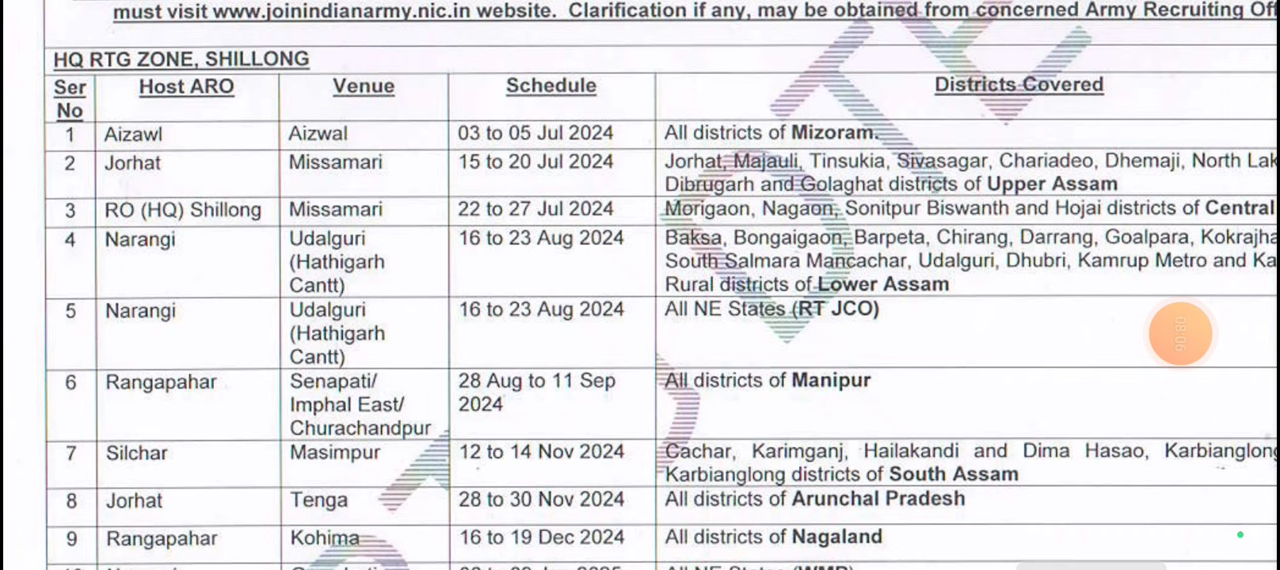 must visit www.joinindianarmy.nic.in website. Clarification if any, may be obtained from concerned Army Recruiting
HQ RTG ZONE, SHILLONG
Ser No Host ARO Venue Schedule Districts Covered
1 Aizawl Aizwal 03 to 05 Jul 2024 All districts of Mizoram.
2 Jorhat Missamari 15 to 20 Jul 2024 Jorhat, Majauli, Tinsukia, Sivasagar, Chariadeo, Dhemaji, North
Dibrugarh and Golaghat districts of Upper Assam
3 RO (HQ) Shillong Missamari 22 to 27 Jul 2024 Morigaon, Nagaon, Sonitpur Biswanth and Hojai districts of Central
4 Narangi Udalguri 16 to 23 Aug 2024 Baksa, Bongaigaon, Barpeta, Chirang, Darrang, Goalpara,
(Hathigarh South Salmara Mancachar, Udalguri, Dhubri, Kamrup Metro and
Cantt) Rural districts of Lower Assam
5 Narangi Udalguri 16 to 23 Aug 2024 All NE States (RT JCO)
(Hathigarh
Cantt)
6 Rangapahar Senapati/ 28 Aug to 11 Sep All districts of Manipur
Imphal East/ 2024
Churachandpur
7 Silchar Masimpur 12 to 14 Nov 2024 Cachar, Karimganj, Hailakandi and Dima Hasao, Karbianglong
Karbianglong districts of South Assam
8 Jorhat Tenga 28 to 30 Nov 2024 All districts of Arunchal Pradesh
9 Rangapahar Kohima 16 to 19 Dec 2024 All districts of Nagaland